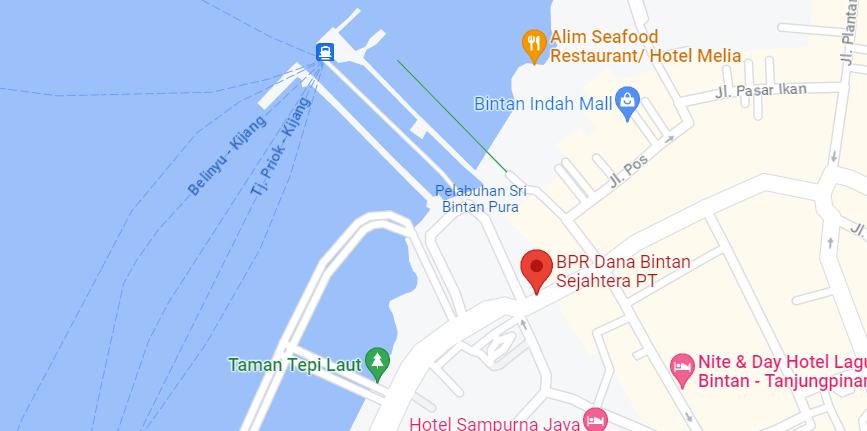 Alim Seafood
Restaurant/ Hotel Melia
Jl. Plantar
Jl. Pasar Ikan
Bintan Indah Mall
Belinyu - Kijang
Tj. Priok - Kijang
Jl. Pos
Pelabuhan Sri
Bintan Pura
Jl.
BPR Dana Bintan
Sejahtera PT
Taman Tepi Laut
Nite & Day Hotel Lagu
Bintan - Tanjungpinan
Hotel Sampurna Jaya